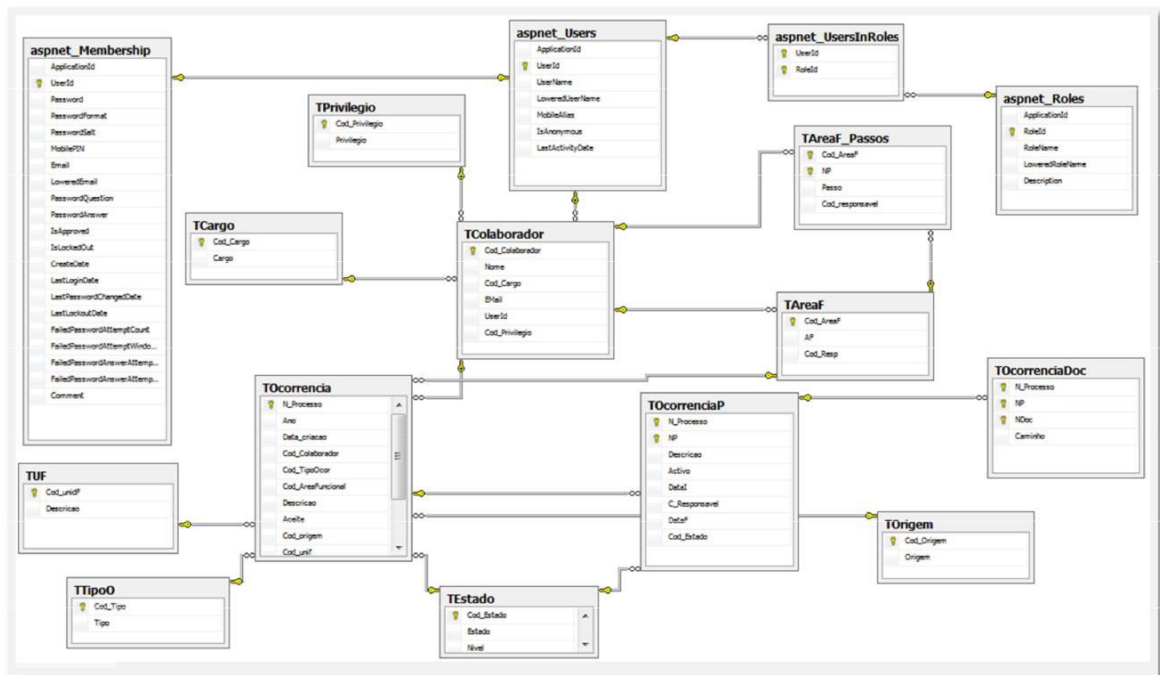 aspnet_Membership
ApplicationId
UserId
Password
PasswordFormat
PasswordSalt
MobilePIN
Email
LoweredEmail
PasswordQuestion
PasswordAnswer
IsApproved
IsLockedOut
CreateDate
LastLoginDate
LastPasswordChangedDate
LastLockoutDate
FailedPasswordAttemptCount
FailedPasswordAttemptWindo...
FailedPasswordAnswerAttemp...
FailedPasswordAnswerAttemp...
Comment
aspnet_Users
ApplicationId
UserId
UserName
LoweredUserName
MobileAlias
IsAnonymous
LastActivityDate
aspnet_UsersInRoles
UserId
RoleId
aspnet_Roles
ApplicationId
RoleId
RoleName
LoweredRoleName
Description
TPrivilegio
Cod_Privilegio
Privilegio
TAreaF_Passos
Cod_AreaF
NP
Passo
Cod_responsavel
TCargo
Cod_Cargo
Cargo
TColaborador
Cod_Colaborador
Nome
Cod_Cargo
EMail
UserId
Cod_Privilegio
TAreaF
Cod_AreaF
AF
Cod_Resp
TOcorrencia
N_Processo
Ano
Data_criacao
Cod_Colaborador
Cod_TipoOcor
Cod_AreaFuncional
Descricao
Aceite
Cod_origem
Cod_unif
TOcorrenciaP
N_Processo
NP
Descricao
Activo
DataI
C_Responsavel
DataP
Cod_Estado
TOcorrenciaDoc
N_Processo
NP
NDoc
Caminho
TUF
Cod_unidF
Descricao
TOrigem
Cod_Origem
Origem
TTipoO
Cod_Tipo
Tipo
TEstado
Cod_Estado
Estado
Nivel